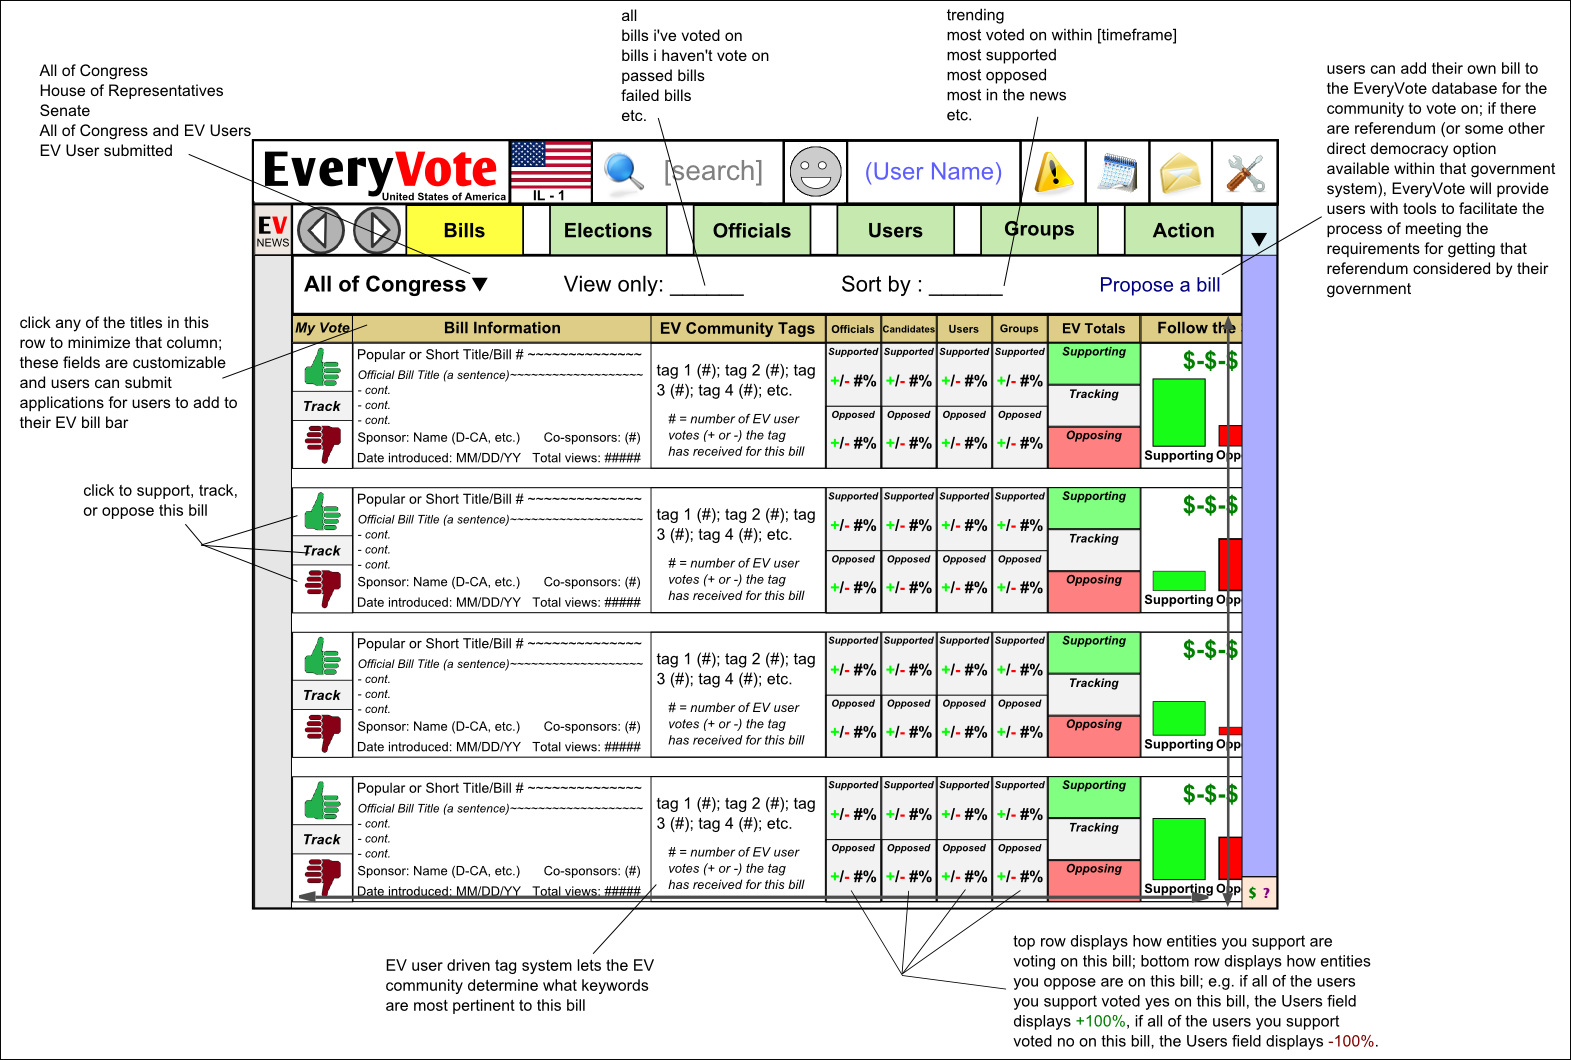 all
bills i've voted on
bills i haven't vote on
passed bills
failed bills
etc.
trending
most voted on within [timeframe]
most supported
most opposed
most in the news
etc.
All of Congress
House of Representatives
Senate
All of Congress and EV Users
EV User submitted
users can add their own bill to
the EveryVote database for the
community to vote on; if there
are referendum (or some other
direct democracy option
available within that government
system), EveryVote will provide
users with tools to facilitate the
process of meeting the
requirements for getting that
referendum considered by their
government
EveryVote
United States of America
IL - 1
[search]
(User Name)
EV
NEWS
Bills
Elections
Officials
Users
Groups
Action
▼
All of Congress ▼
View only: ______
Sort by : ______
Propose a bill
click any of the titles in this
row to minimize that column;
these fields are customizable
and users can submit
applications for users to add to
their EV bill bar
click to support, track,
or oppose this bill
My Vote
Bill Information
EV Community Tags
Officials
Candidates
Users
Groups
EV Totals
Follow the
Track
Popular or Short Title/Bill # ~~~~~~~~~~~~~~
Official Bill Title (a sentence)~~~~~~~~~~~~~~~~~~~
- cont.
- cont.
- cont.
Sponsor: Name (D-CA, etc.) Co-sponsors: (#)
Date introduced: MM/DD/YY Total views: #####
tag 1 (#); tag 2 (#); tag
3 (#); tag 4 (#); etc.
# = number of EV user
votes (+ or -) the tag
has received for this bill
Supported Supported Supported Supported
+/- #% +/- #% +/- #% +/- #%
Opposed Opposed Opposed Opposed
+/- #% +/- #% +/- #% +/- #%
Supporting
Tracking
Opposing
$-$-$
Supporting Opp
Track
Popular or Short Title/Bill # ~~~~~~~~~~~~~~
Official Bill Title (a sentence)~~~~~~~~~~~~~~~~~~~
- cont.
- cont.
- cont.
Sponsor: Name (D-CA, etc.) Co-sponsors: (#)
Date introduced: MM/DD/YY Total views: #####
tag 1 (#); tag 2 (#); tag
3 (#); tag 4 (#); etc.
# = number of EV user
votes (+ or -) the tag
has received for this bill
Supported Supported Supported Supported
+/- #% +/- #% +/- #% +/- #%
Opposed Opposed Opposed Opposed
+/- #% +/- #% +/- #% +/- #%
Supporting
Tracking
Opposing
$-$-$
Supporting Opp
Track
Popular or Short Title/Bill # ~~~~~~~~~~~~~~
Official Bill Title (a sentence)~~~~~~~~~~~~~~~~~~~
- cont.
- cont.
- cont.
Sponsor: Name (D-CA, etc.) Co-sponsors: (#)
Date introduced: MM/DD/YY Total views: #####
tag 1 (#); tag 2 (#); tag
3 (#); tag 4 (#); etc.
# = number of EV user
votes (+ or -) the tag
has received for this bill
Supported Supported Supported Supported
+/- #% +/- #% +/- #% +/- #%
Opposed Opposed Opposed Opposed
+/- #% +/- #% +/- #% +/- #%
Supporting
Tracking
Opposing
$-$-$
Supporting Opp
Track
Popular or Short Title/Bill # ~~~~~~~~~~~~~~
Official Bill Title (a sentence)~~~~~~~~~~~~~~~~~~~
- cont.
- cont.
- cont.
Sponsor: Name (D-CA, etc.) Co-sponsors: (#)
Date introduced: MM/DD/YY Total views: #####
tag 1 (#); tag 2 (#); tag
3 (#); tag 4 (#); etc.
# = number of EV user
votes (+ or -) the tag
has received for this bill
Supported Supported Supported Supported
+/- #% +/- #% +/- #% +/- #%
Opposed Opposed Opposed Opposed
+/- #% +/- #% +/- #% +/- #%
Supporting
Tracking
Opposing
$-$-$
Supporting Opp
$ ?
EV user driven tag system lets the EV
community determine what keywords
are most pertinent to this bill
top row displays how entities you support are
voting on this bill; bottom row displays how entities
you oppose are on this bill; e.g. if all of the users
you support voted yes on this bill, the Users field
displays +100%, if all of the users you support
voted no on this bill, the Users field displays -100%.